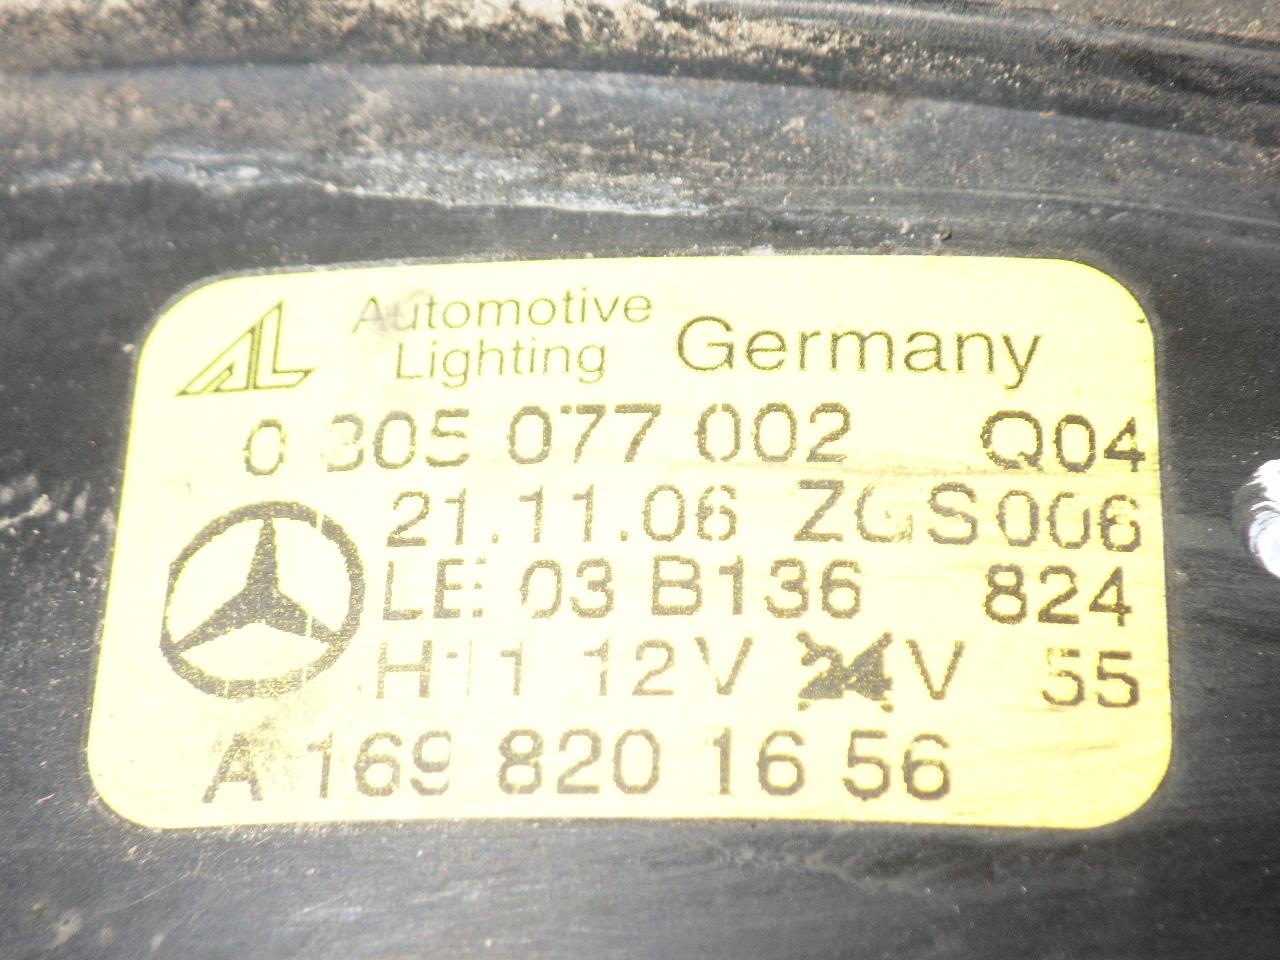 AL Automotive Lighting Germany
0 305 077 002 Q04
21.11.06 ZGS006
LE: 03 B136 824
H11 12V 24V 55
A 169 820 16 56